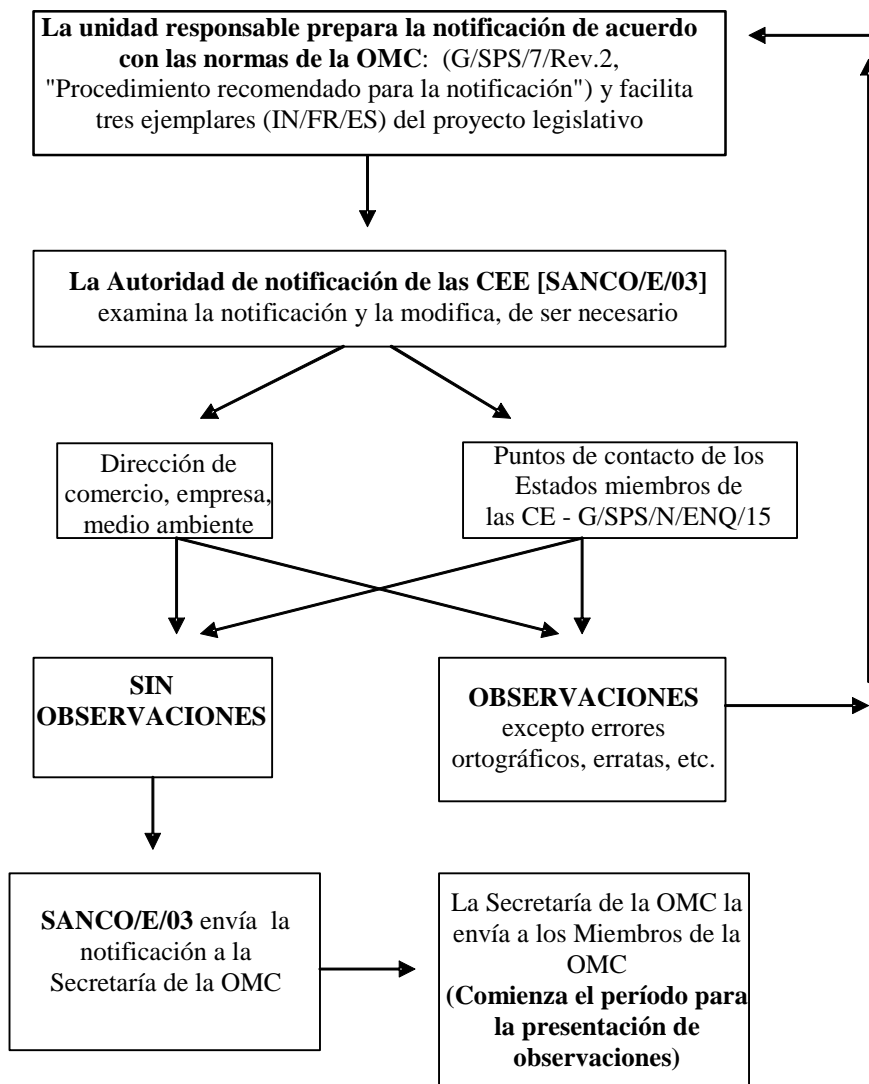 La unidad responsable prepara la notificación de acuerdo
con las normas de la OMC: (G/SPS/7/Rev.2,
"Procedimiento recomendado para la notificación") y facilita
tres ejemplares (IN/FR/ES) del proyecto legislativo
La Autoridad de notificación de las CEE [SANCO/E/03]
examina la notificación y la modifica, de ser necesario
Dirección de
comercio, empresa,
medio ambiente
Puntos de contacto de los
Estados miembros de
las CE - G/SPS/N/ENQ/15
SIN
OBSERVACIONES
OBSERVACIONES
excepto errores
ortográficos, erratas, etc.
SANCO/E/03 envía la
notificación a la
Secretaría de la OMC
La Secretaría de la OMC la
envía a los Miembros de la
OMC
(Comienza el período para
la presentación de
observaciones)